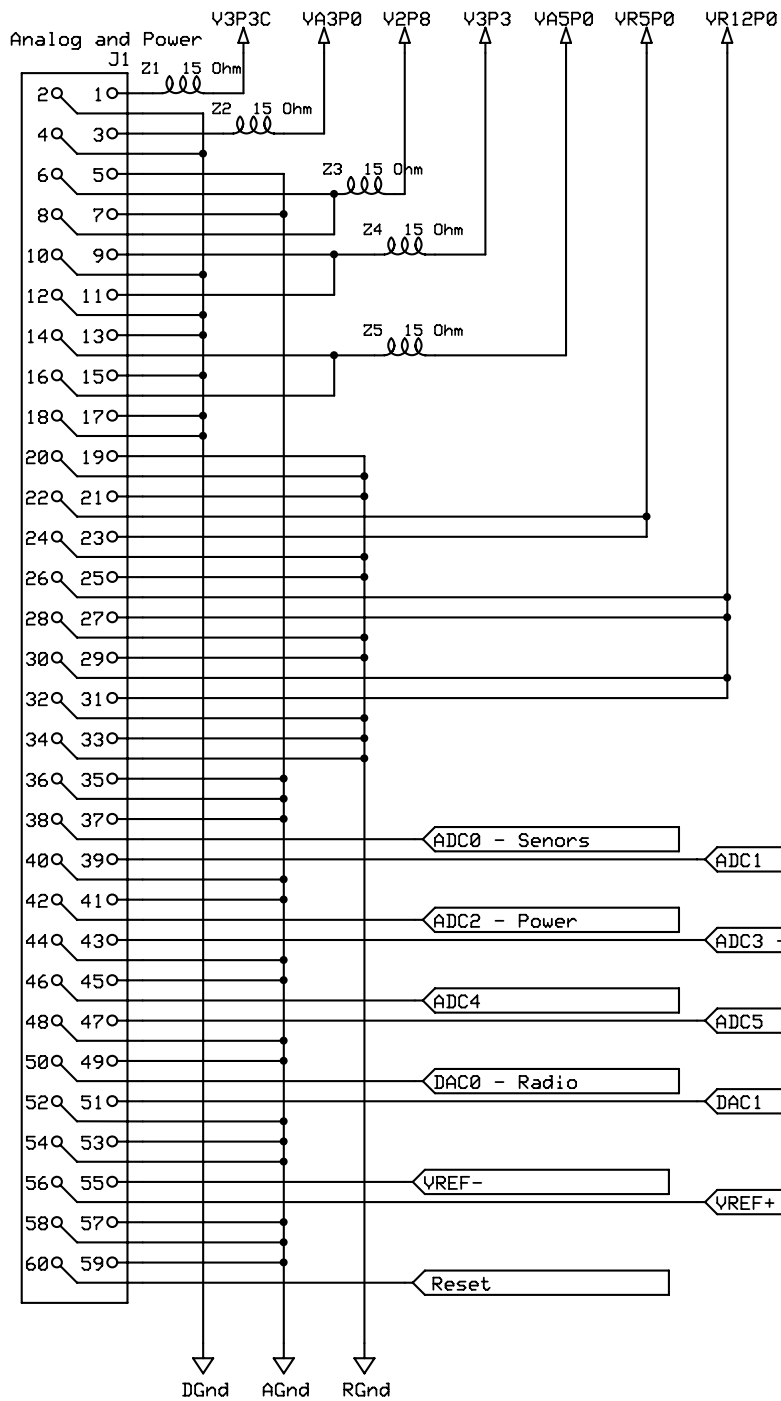 V3P3C VA3P0 V2P8 V3P3 VA5P0 VR5P0 VR12P0
Analog and Power
J1
Z1 15 Ohm
2 1
Z2 15 Ohm
4 3
Z3 15 Ohm
6 5
8 7
Z4 15 Ohm
10 9
12 11
Z5 15 Ohm
14 13
16 15
18 17
20 19
22 21
24 23
26 25
28 27
30 29
32 31
34 33
36 35
38 37
ADC0 - Senors
40 39
ADC1
42 41
ADC2 - Power
44 43
ADC3 -
46 45
ADC4
48 47
ADC5
50 49
DAC0 - Radio
52 51
DAC1
54 53
56 55
VREF-
VREF+
58 57
60 59
Reset
DGnd AGnd RGnd